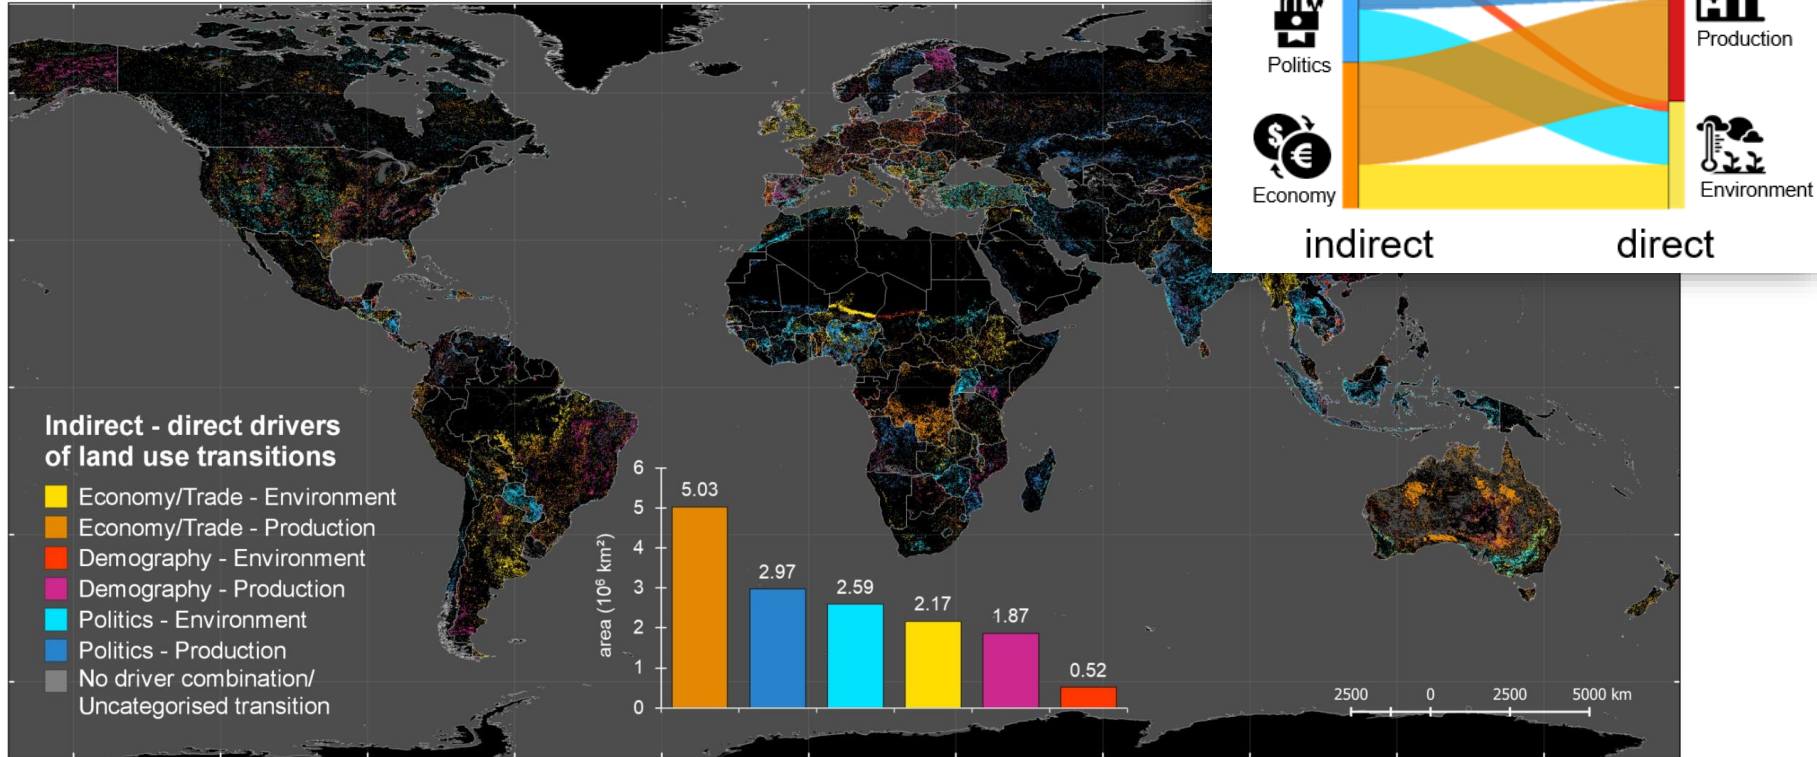 Politics
Production
$
€
Economy
Environment
indirect
direct
Indirect - direct drivers
of land use transitions
Economy/Trade - Environment
Economy/Trade - Production
Demography - Environment
Demography - Production
Politics - Environment
Politics - Production
No driver combination/
Uncategorised transition
area (10⁶ km²)
6
5
4
3
2
1
0
5.03
2.97
2.59
2.17
1.87
0.52
2500 0 2500 5000 km